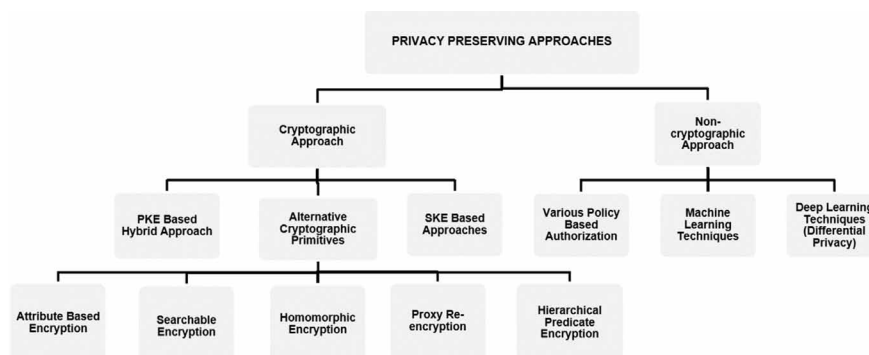 PRIVACY PRESERVING APPROACHES
Cryptographic
Approach
Non-
cryptographic
Approach
PKE Based
Hybrid Approach
Alternative
Cryptographic
Primitives
SKE Based
Approaches
Various Policy
Based
Authorization
Machine
Learning
Techniques
Deep Learning
Techniques
(Differential
Privacy)
Attribute Based
Encryption
Searchable
Encryption
Homomorphic
Encryption
Proxy Re-
encryption
Hierarchical
Predicate
Encryption